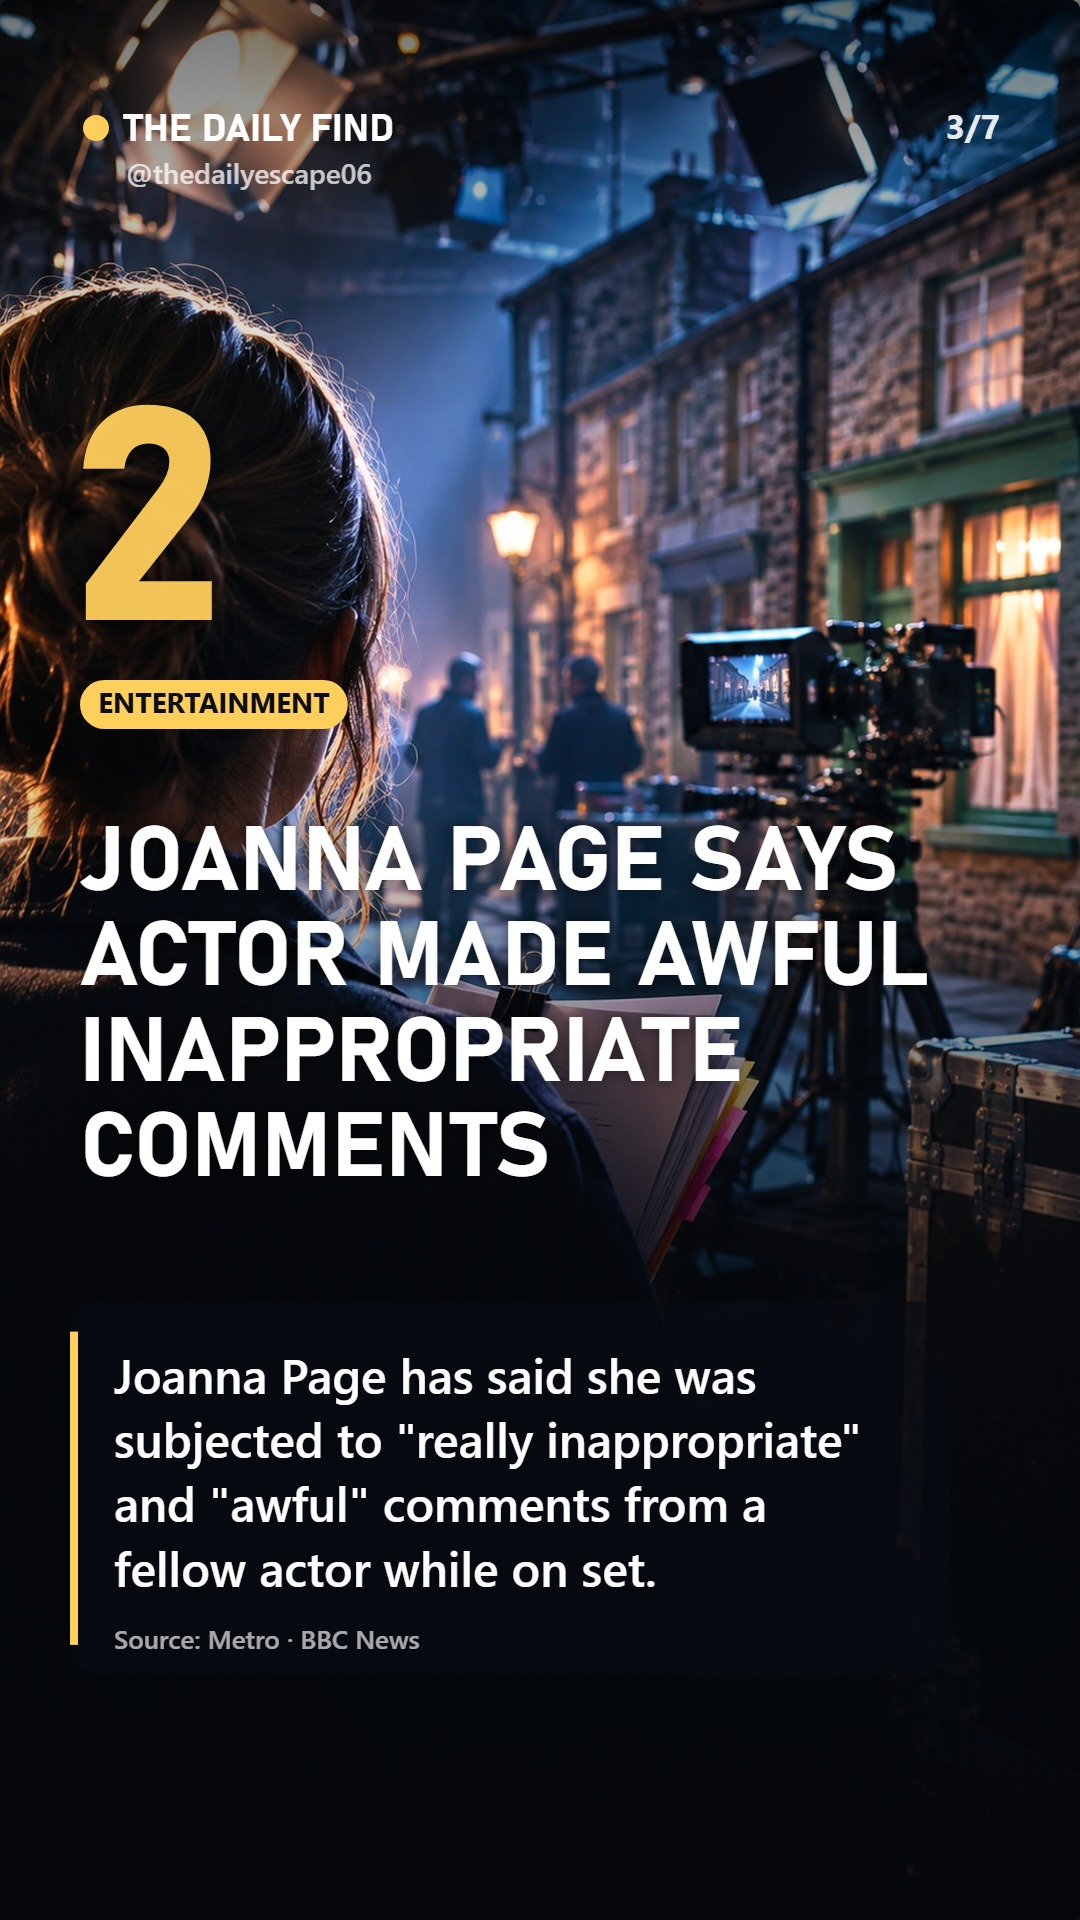 THE DAILY FIND
@thedailyescape06
3/7
2
ENTERTAINMENT
JOANNA PAGE SAYS
ACTOR MADE AWFUL
INAPPROPRIATE
COMMENTS
Joanna Page has said she was
subjected to "really inappropriate"
and "awful" comments from a
fellow actor while on set.
Source: Metro · BBC News